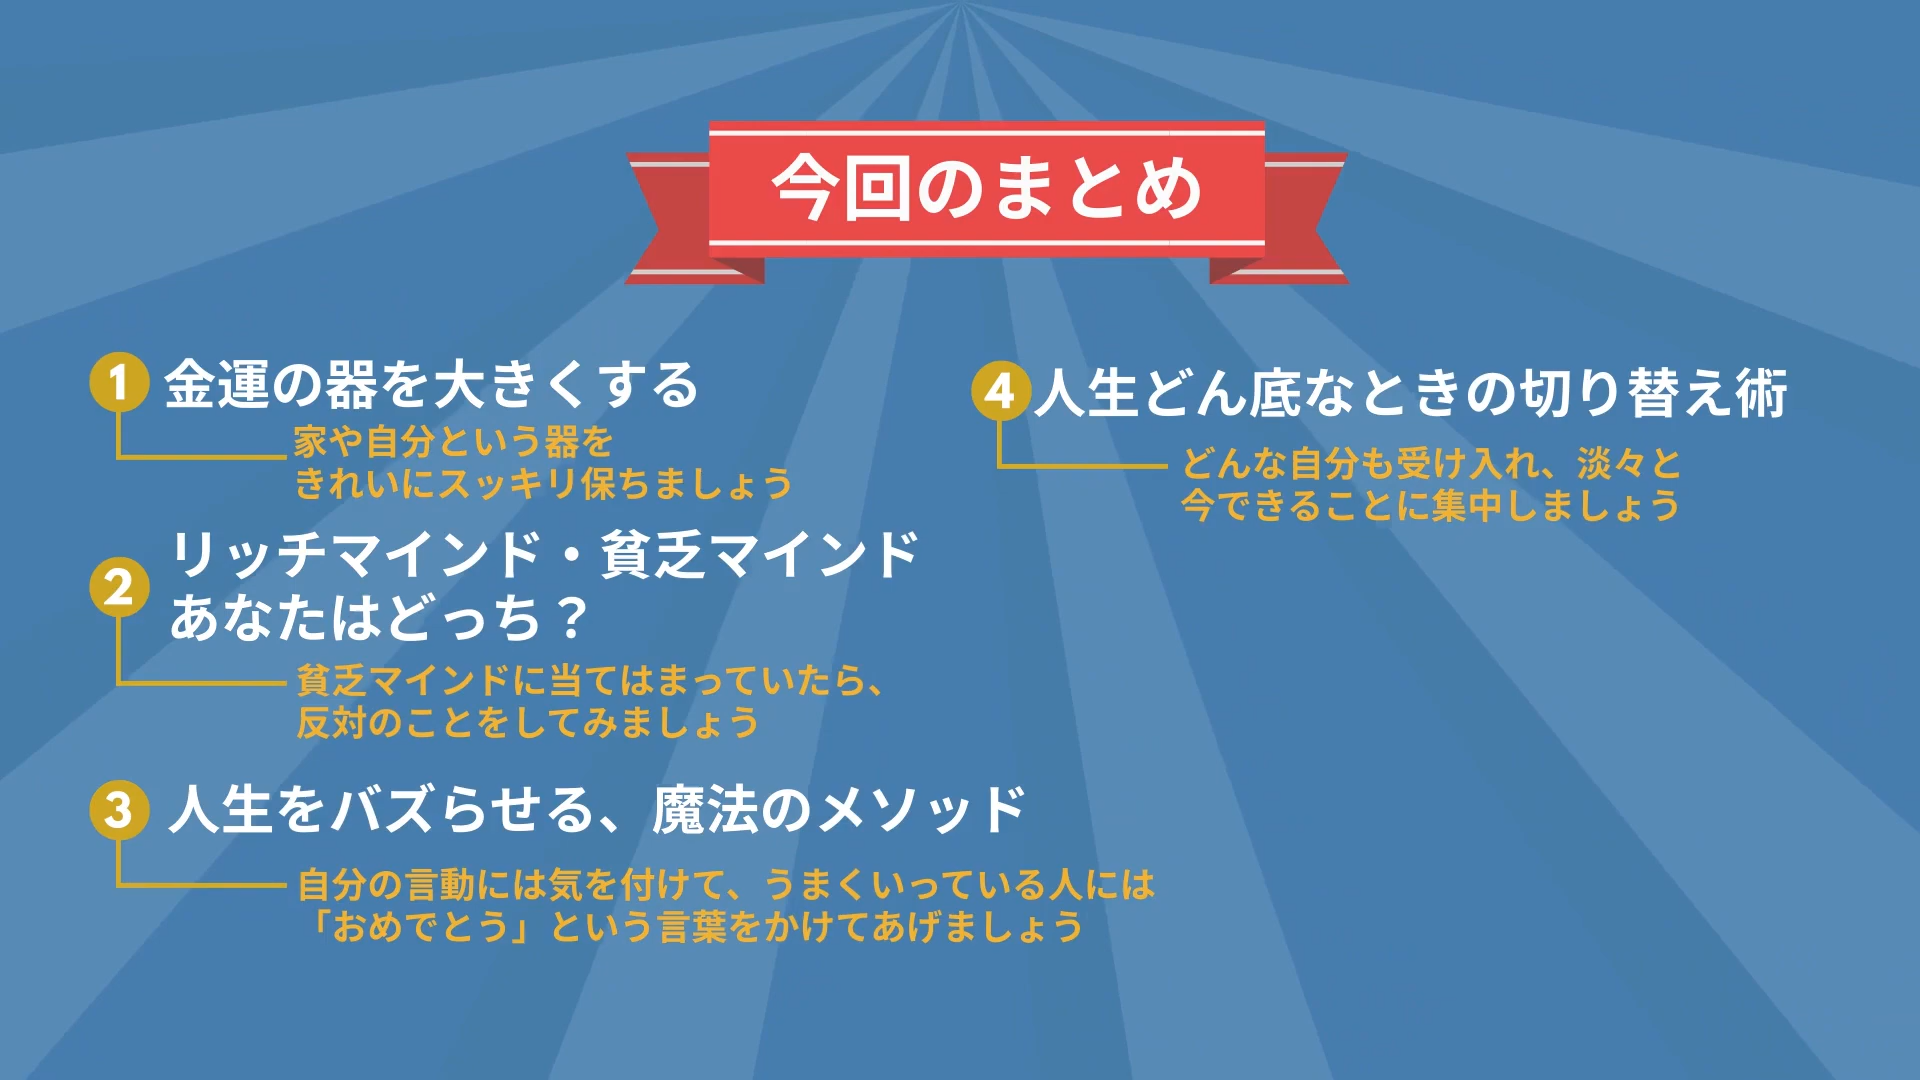 今回のまとめ
1 金運の器を大きくする
家や自分という器を
きれいにスッキリ保ちましょう
2 リッチマインド・貧乏マインド
あなたはどっち？
貧乏マインドに当てはまっていたら、
反対のことをしてみましょう
3 人生をバズらせる、魔法のメソッド
自分の言動には気を付けて、うまくいっている人には
「おめでとう」という言葉をかけてあげましょう
4 人生どん底なときの切り替え術
どんな自分も受け入れ、淡々と
今できることに集中しましょう